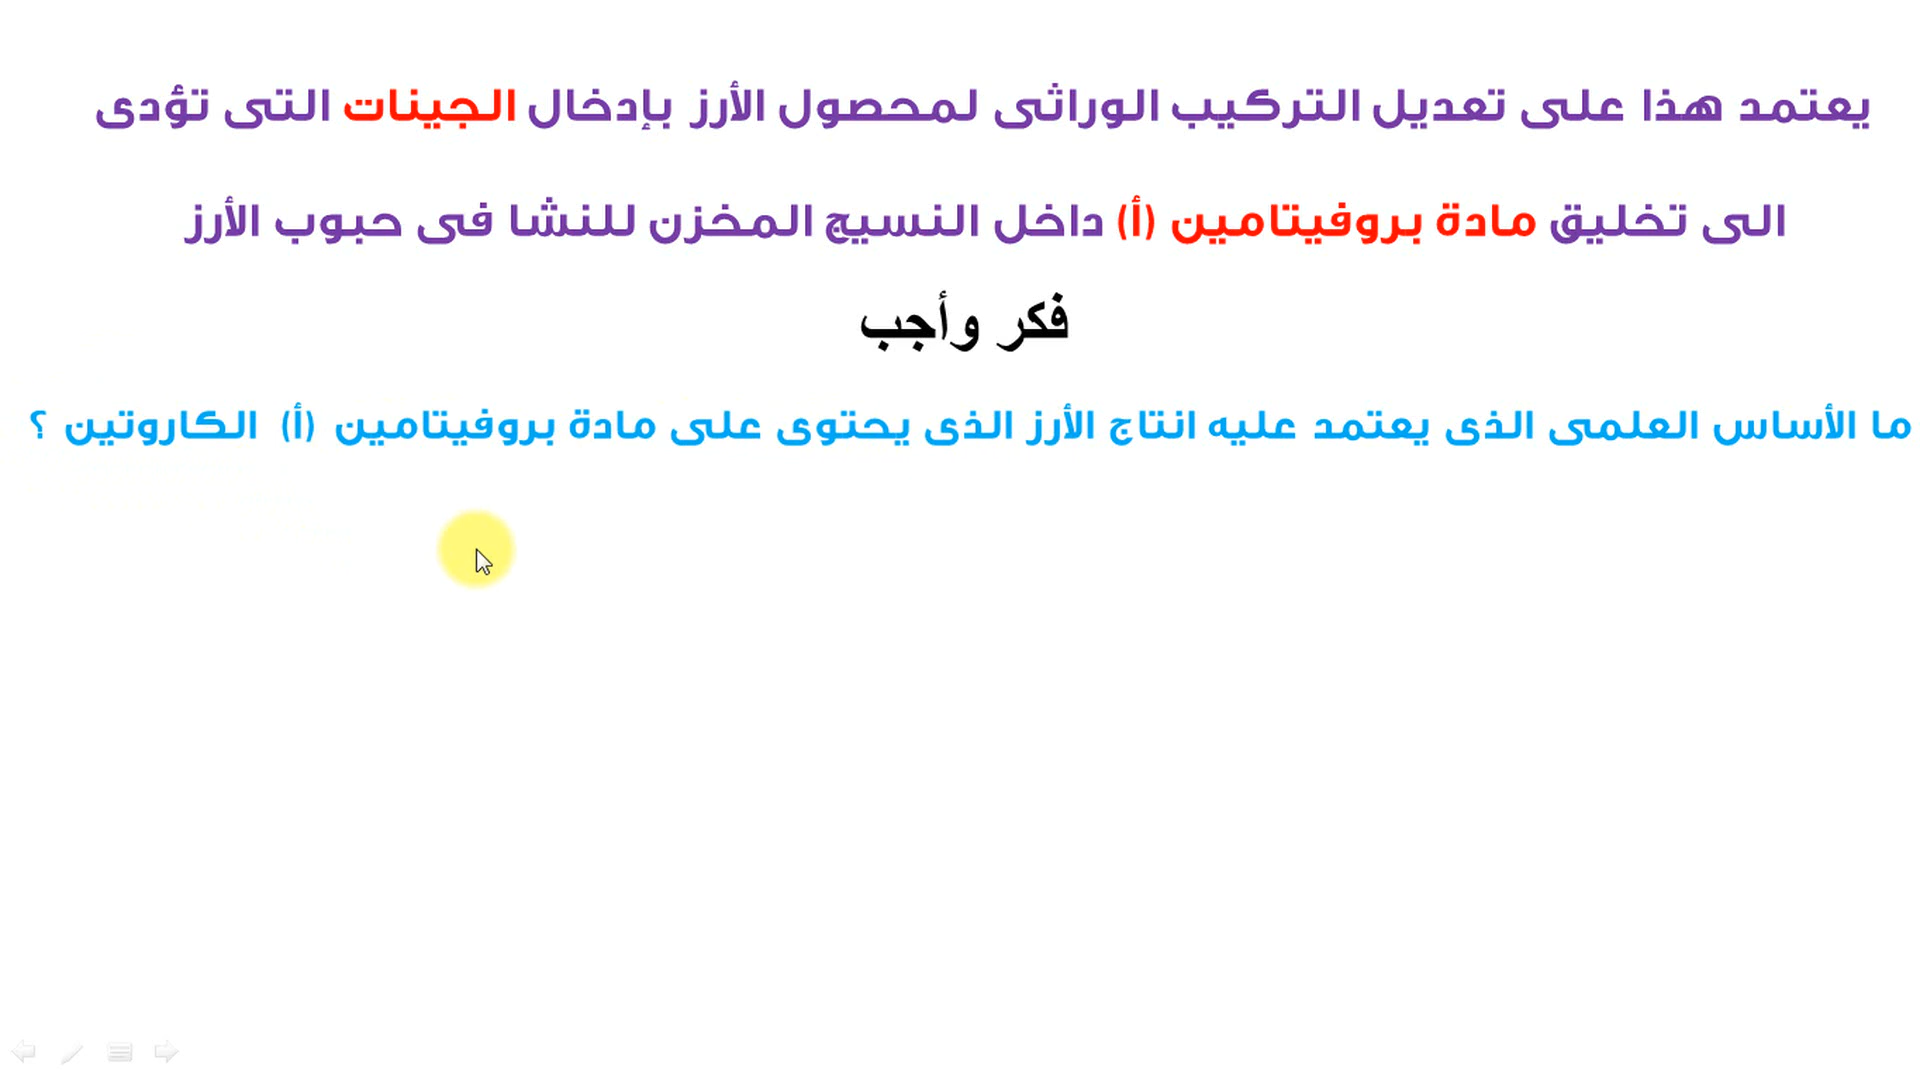 يعتمد هذا على تعديل التركيب الوراثى لمحصول الأرز بإدخال الجينات التى تؤدى
الى تخليق مادة بروفيتامين (أ) داخل النسيج المخزن للنشا فى حبوب الأرز
فكر وأجب
ما الأساس العلمى الذى يعتمد عليه انتاج الأرز الذى يحتوى على مادة بروفيتامين (أ) الكاروتين ؟